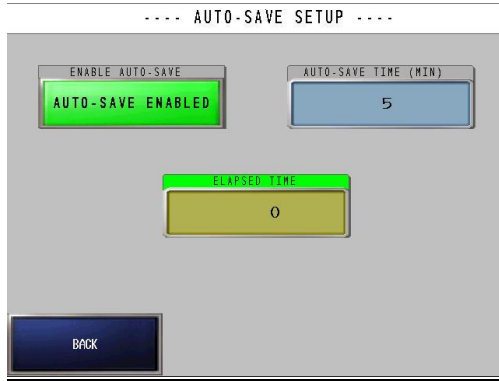 ---- AUTO-SAVE SETUP ----
ENABLE AUTO-SAVE
AUTO-SAVE ENABLED
AUTO-SAVE TIME (MIN)
5
ELAPSED TIME
0
BACK